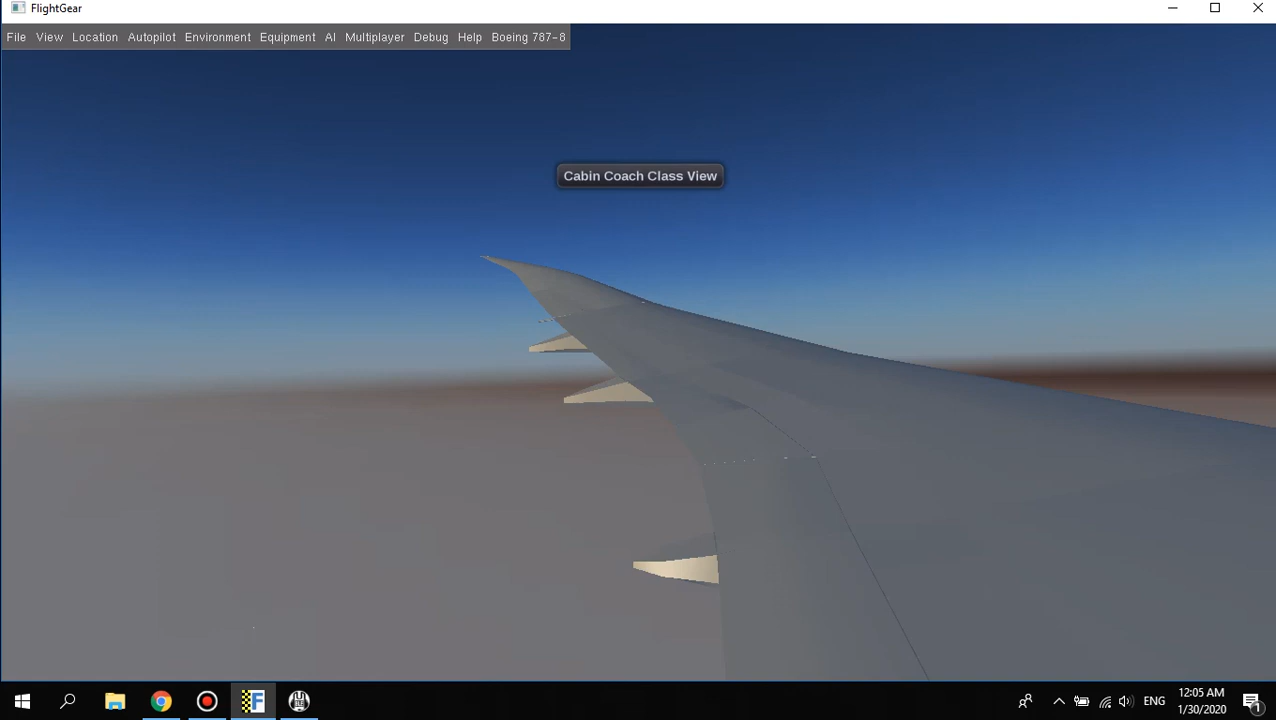 FlightGear
File View Location Autopilot Environment Equipment AI Multiplayer Debug Help Boeing 787-8
Cabin Coach Class View
ENG
12:05 AM
1/30/2020
1